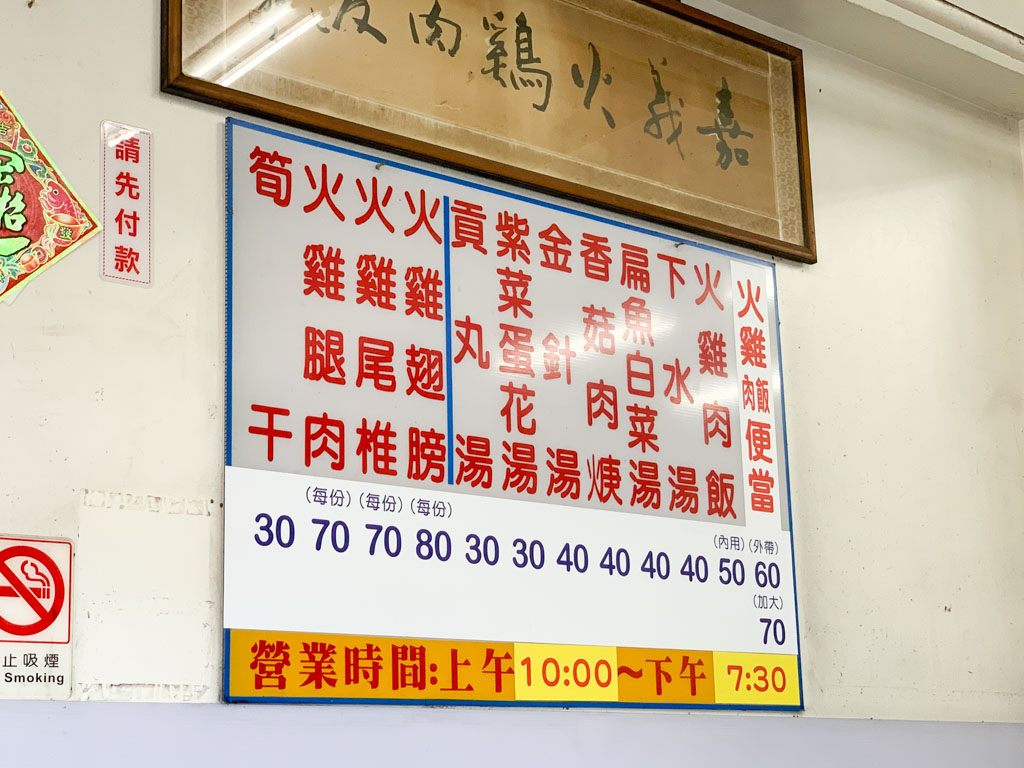 嘉義火鷄肉飯
請先付款
火雞肉飯便當
火雞肉飯
下水湯
扁魚白菜湯
香菇肉焿
金針湯
紫菜蛋花湯
貢丸湯
火雞翅膀
火雞尾椎
火雞腿肉
筍干
(每份) (每份) (每份)
(內用) (外帶)
30 70 70 80 30 30 40 40 40 40 50 60
(加大)
70
營業時間:上午10:00~下午 7:30
止吸煙
Smoking